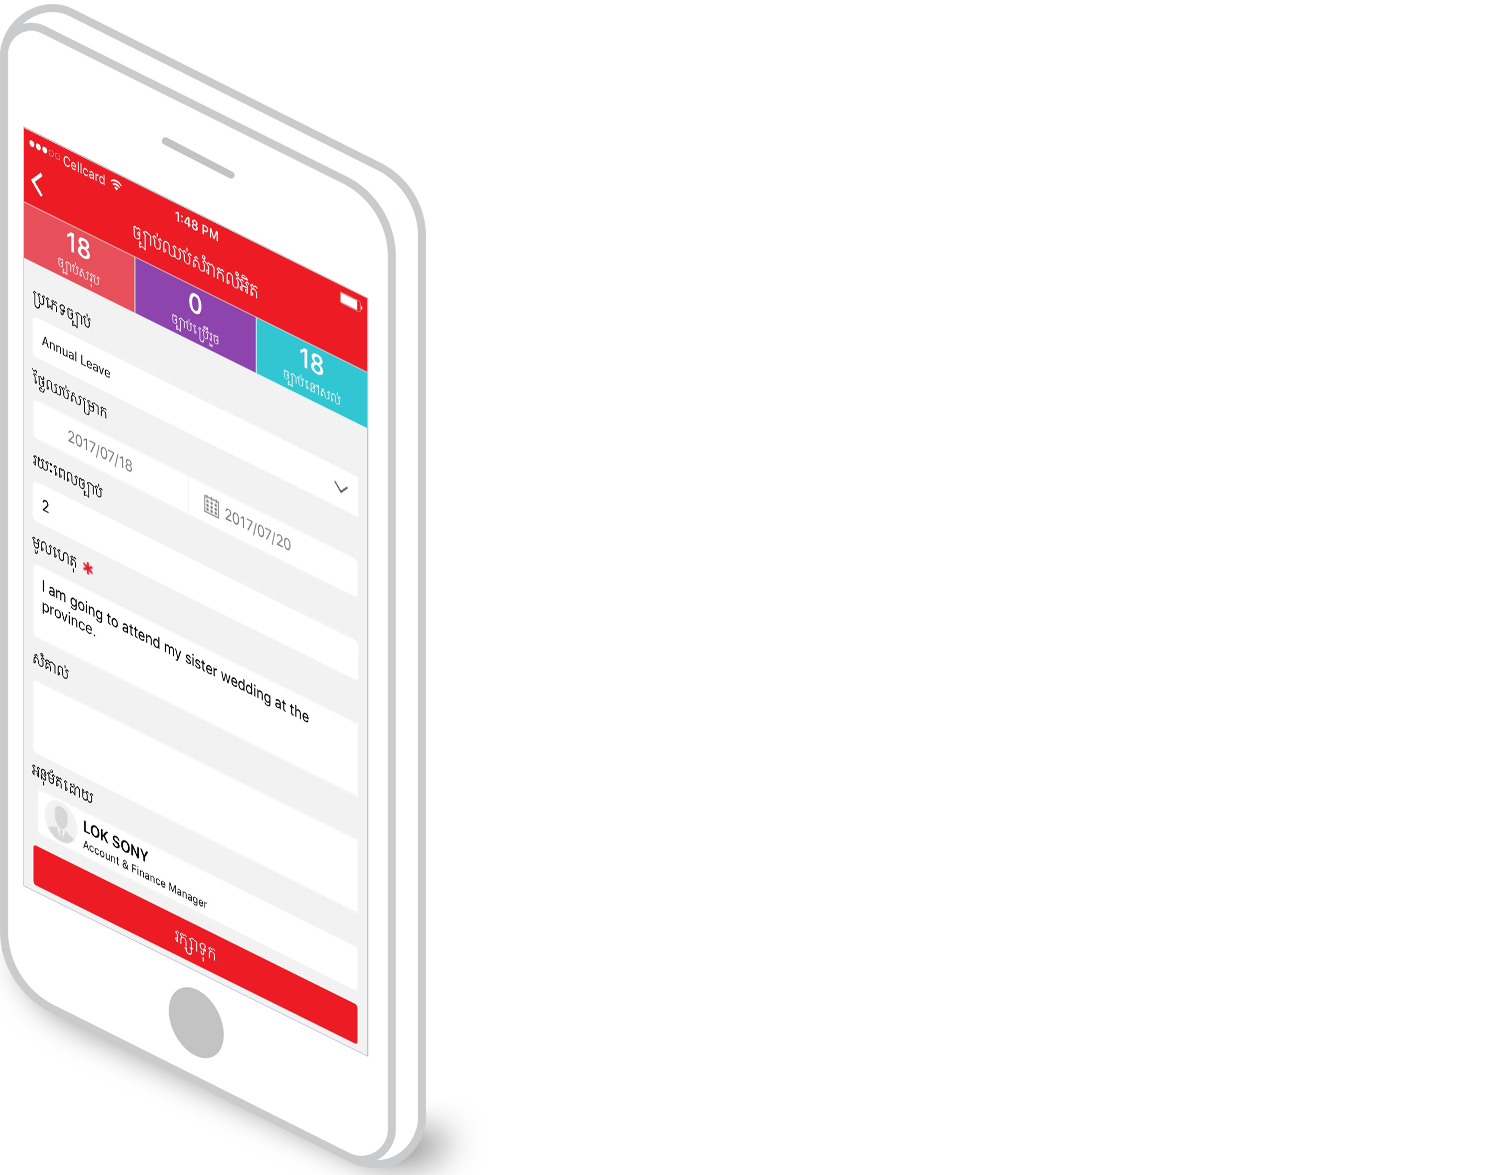 Cellcard
1:48 PM
ច្បាប់ឈប់សំរាកលំអិត
18
ច្បាប់សរុប
0
ច្បាប់ប្រើរួច
18
ច្បាប់នៅសល់
ប្រភេទច្បាប់
Annual Leave
ថ្ងៃឈប់សម្រាក
2017/07/18
2017/07/20
រយៈពេលច្បាប់
2
មូលហេតុ *
I am going to attend my sister wedding at the
province.
សំគាល់
អនុម័តដោយ
LOK SONY
Account & Finance Manager
រក្សាទុក